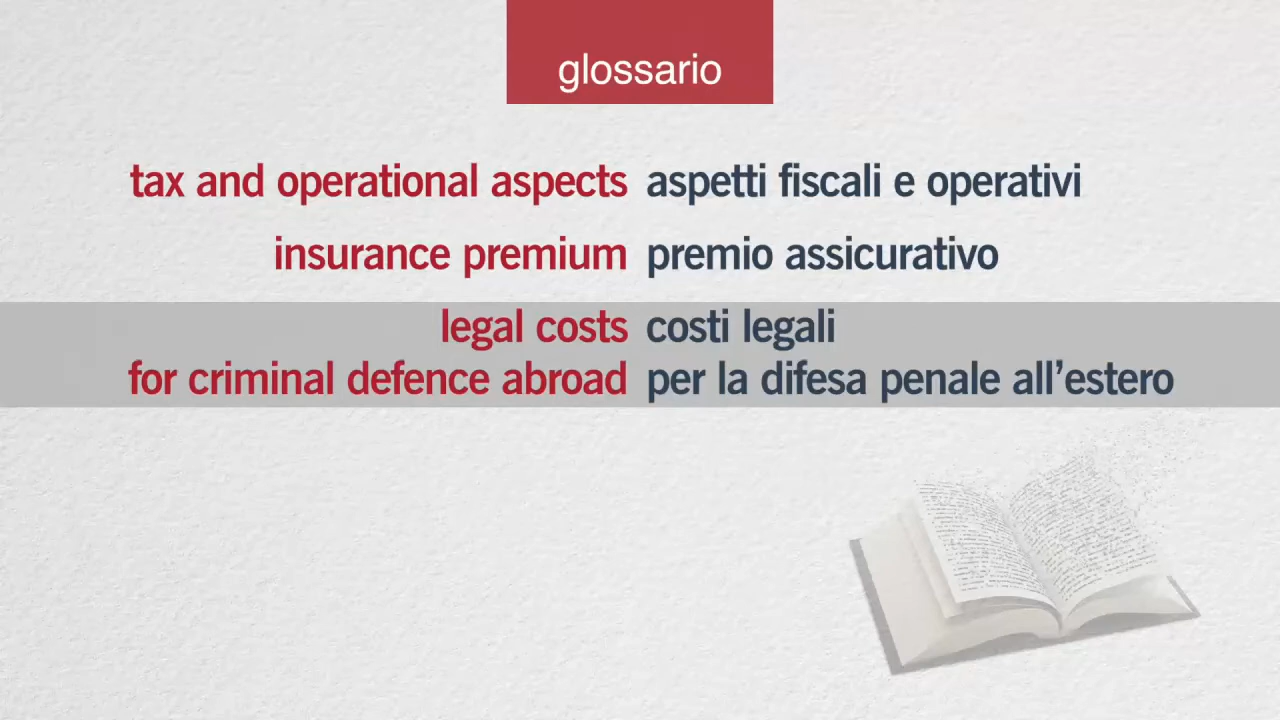 glossario
tax and operational aspects aspetti fiscali e operativi
insurance premium premio assicurativo
legal costs costi legali
for criminal defence abroad per la difesa penale all’estero